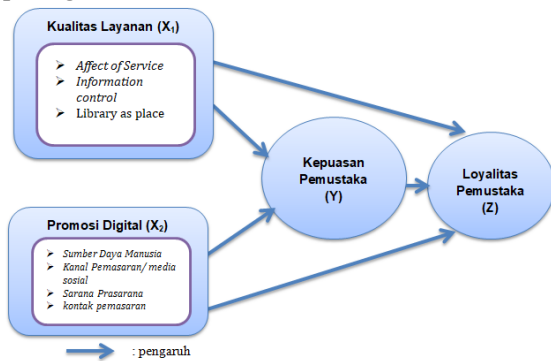 Kualitas Layanan (X₁)
➢ Affect of Service
➢ Information
control
➢ Library as place
Kepuasan
Pemustaka
(Y)
Loyalitas
Pemustaka
(Z)
Promosi Digital (X₂)
➢ Sumber Daya Manusia
➢ Kanal Pemasaran/ media
sosial
➢ Sarana Prasarana
➢ kontak pemasaran
: pengaruh